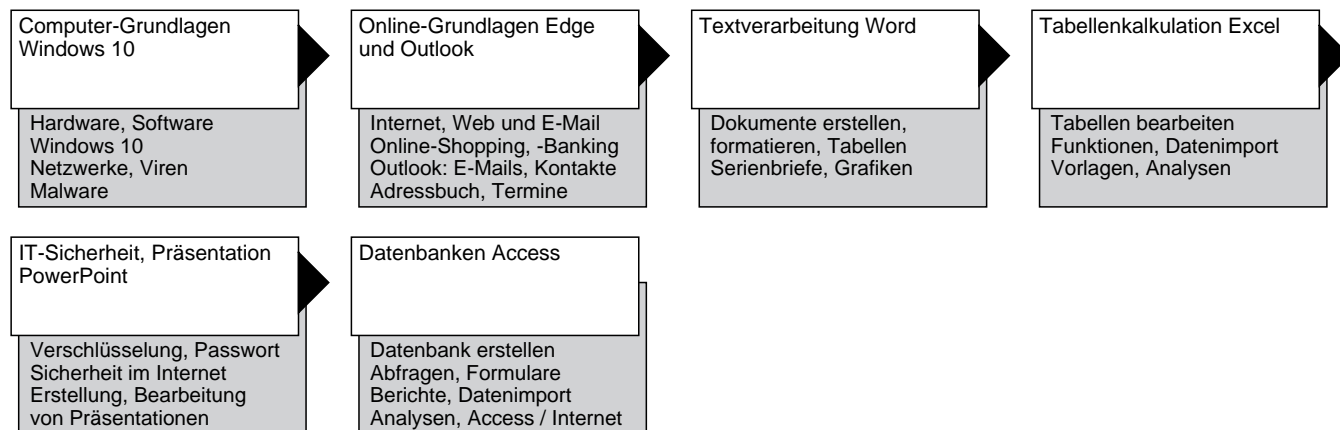 Computer-Grundlagen
Windows 10
Hardware, Software
Windows 10
Netzwerke, Viren
Malware
Online-Grundlagen Edge
und Outlook
Internet, Web und E-Mail
Online-Shopping, -Banking
Outlook: E-Mails, Kontakte
Adressbuch, Termine
Textverarbeitung Word
Dokumente erstellen,
formatieren, Tabellen
Serienbriefe, Grafiken
Tabellenkalkulation Excel
Tabellen bearbeiten
Funktionen, Datenimport
Vorlagen, Analysen
IT-Sicherheit, Präsentation
PowerPoint
Verschlüsselung, Passwort
Sicherheit im Internet
Erstellung, Bearbeitung
von Präsentationen
Datenbanken Access
Datenbank erstellen
Abfragen, Formulare
Berichte, Datenimport
Analysen, Access / Internet